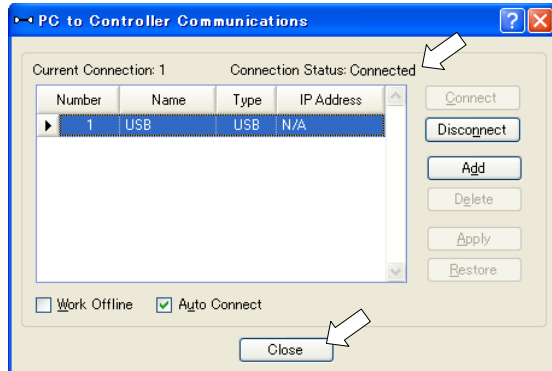 PC to Controller Communications
Current Connection: 1 Connection Status: Connected
Number Name Type IP Address
1 USB USB N/A
Connect
Disconnect
Add
Delete
Apply
Restore
Work Offline Auto Connect
Close